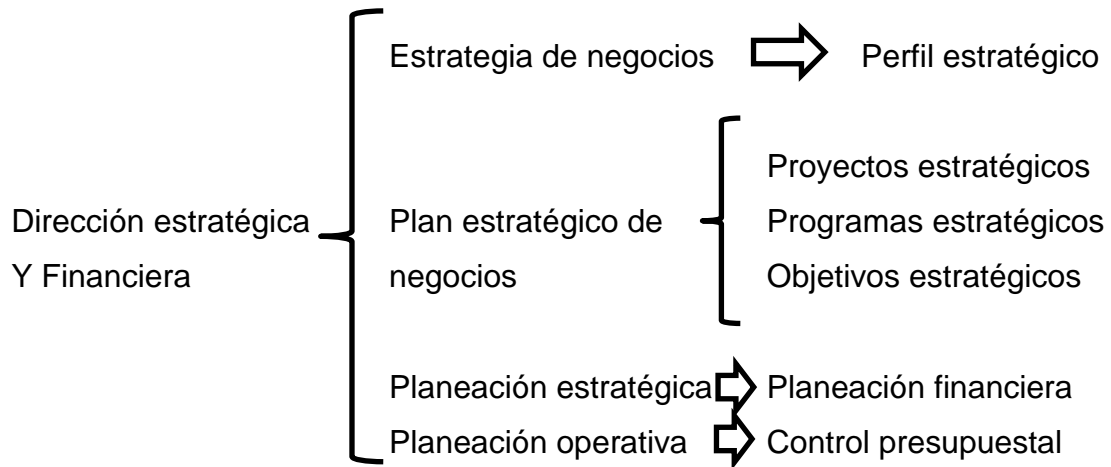 Estrategia de negocios Perfil estratégico
Proyectos estratégicos
Dirección estratégica Plan estratégico de Programas estratégicos
Y Financiera negocios Objetivos estratégicos
Planeación estratégica Planeación financiera
Planeación operativa Control presupuestal